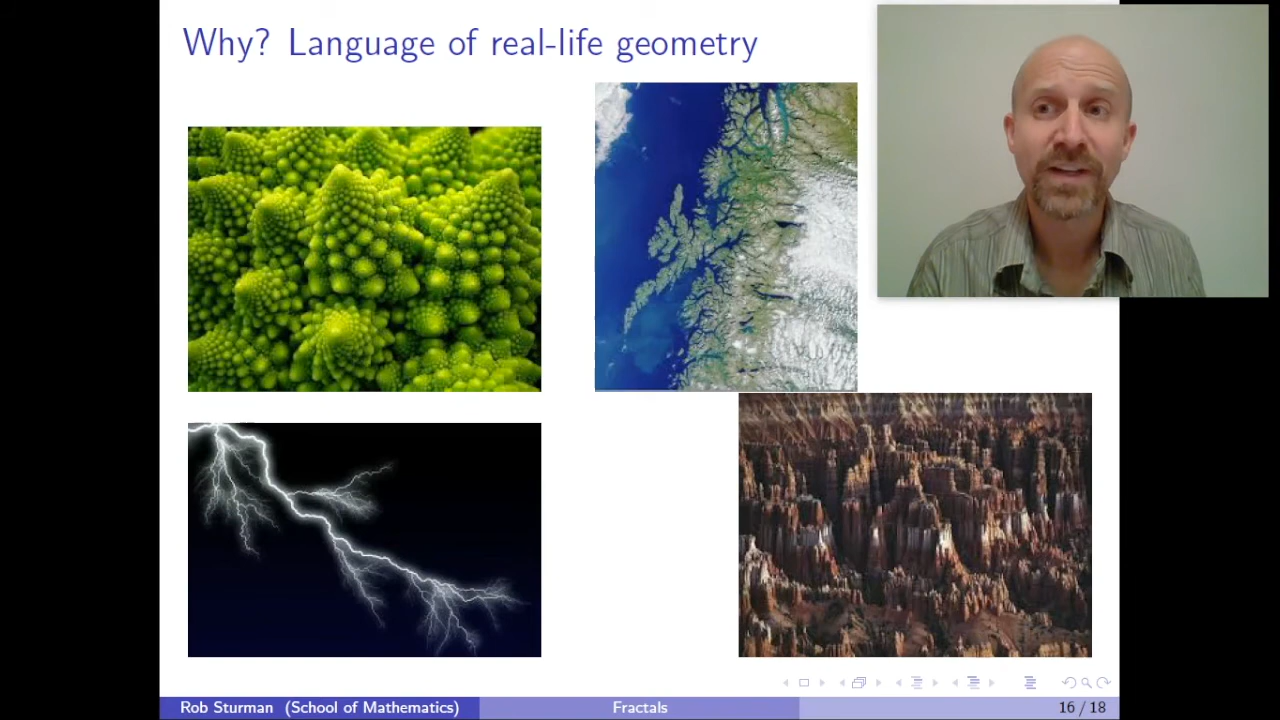 Why? Language of real-life geometry
Rob Sturman (School of Mathematics)
Fractals
16 / 18